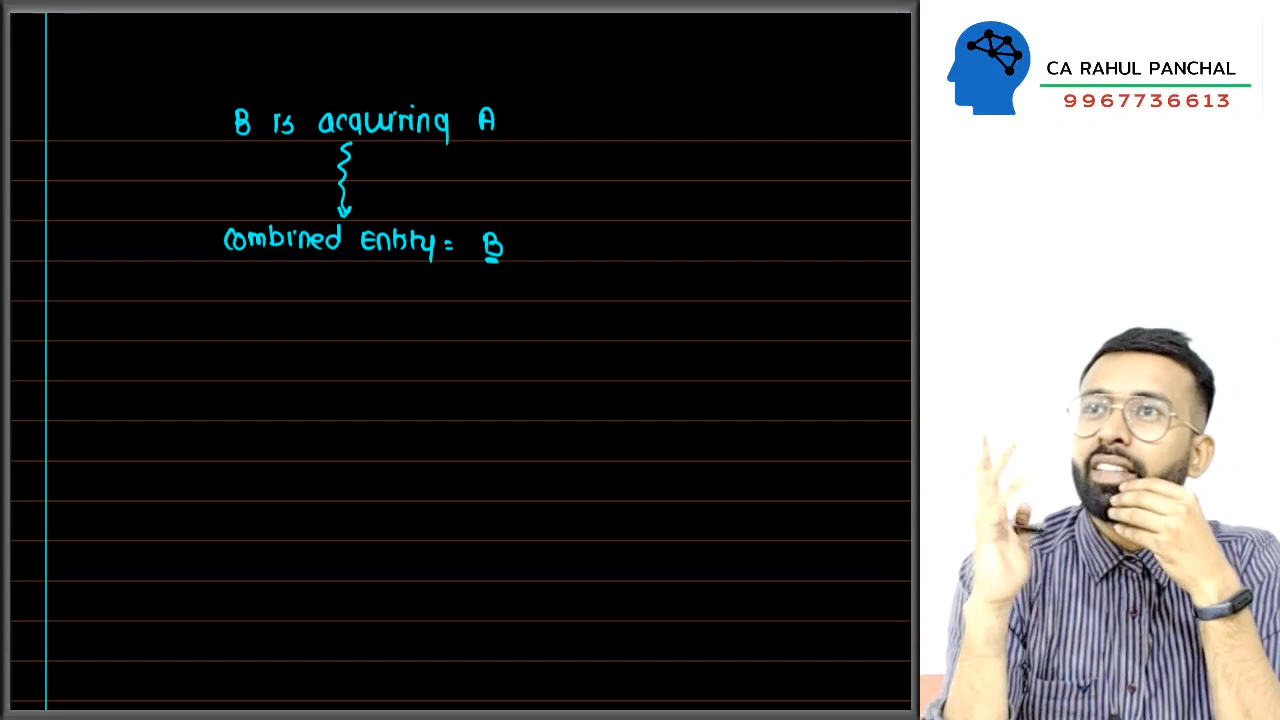 B is acquiring A
Combined Entity = B
CA RAHUL PANCHAL
9967736613